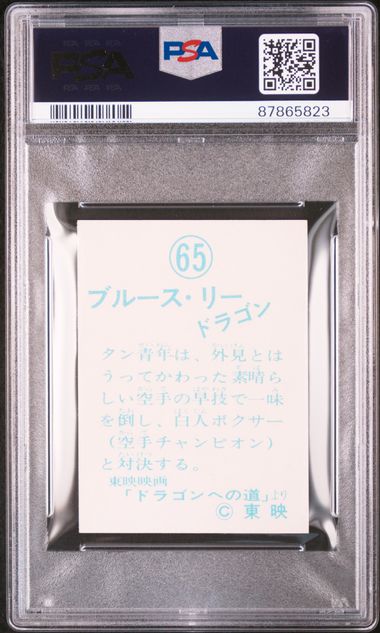 PSA
PSA
87865823
65
ブルース・リー
ドラゴン
タン青年は、外見とは
うってかわった素晴ら
しい空手の早技で一味
を倒し、白人ボクサー
(空手チャンピオン)
と対決する。
東映映画
「ドラゴンへの道」より
© 東映